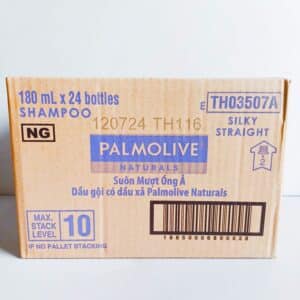 180 mL x 24 bottles
SHAMPOO
NG
120724 TH116
E TH03507A
SILKY
STRAIGHT
PALMOLIVE
NATURALS
Suôn Mượt Óng Ả
Dầu gội có dầu xả Palmolive Naturals
MAX.
STACK
LEVEL
10
IF NO PALLET STACKING